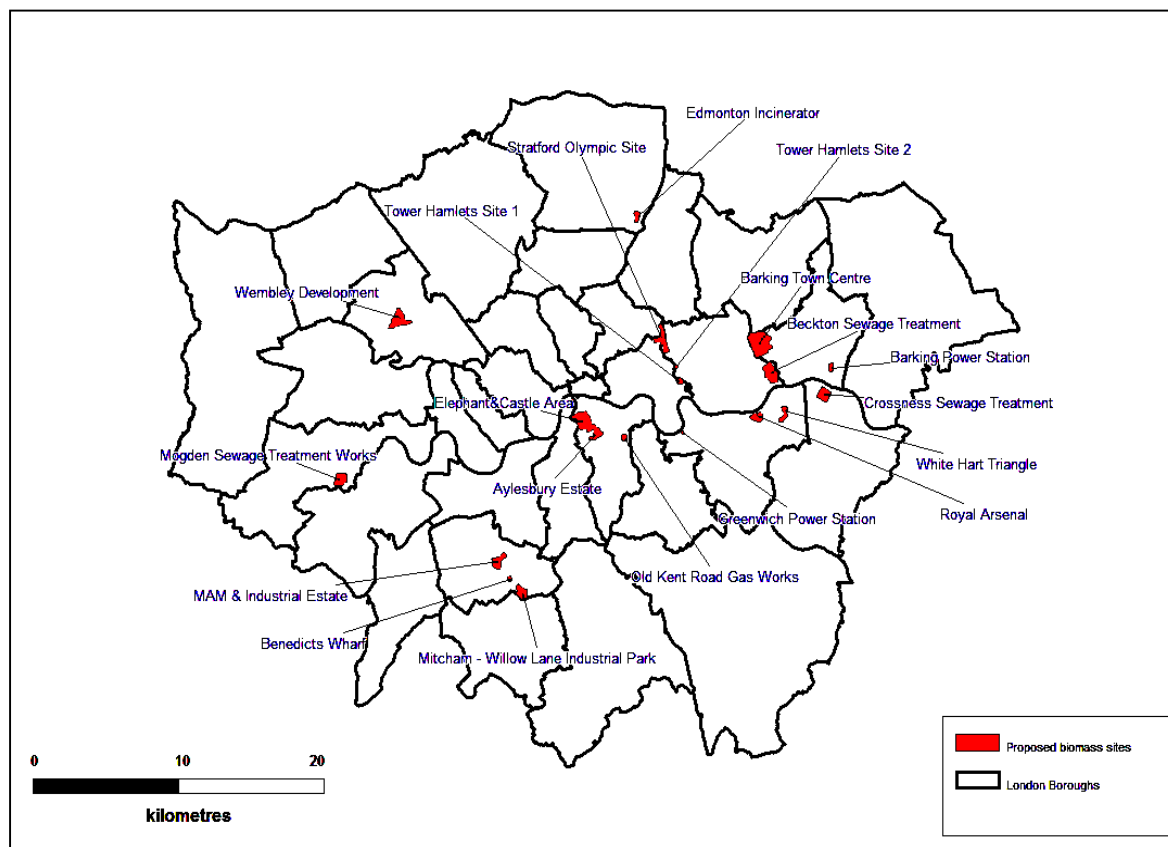 Edmonton Incinerator
Stratford Olympic Site
Tower Hamlets Site 2
Tower Hamlets Site 1
Barking Town Centre
Wembley Development
Beckton Sewage Treatment
Barking Power Station
Elephant&Castle Area
Crossness Sewage Treatment
Mogden Sewage Treatment Works
White Hart Triangle
Aylesbury Estate
Royal Arsenal
Greenwich Power Station
Old Kent Road Gas Works
MAM & Industrial Estate
Benedicts Wharf
Mitcham - Willow Lane Industrial Park
0 10 20
kilometres
Proposed biomass sites
London Boroughs